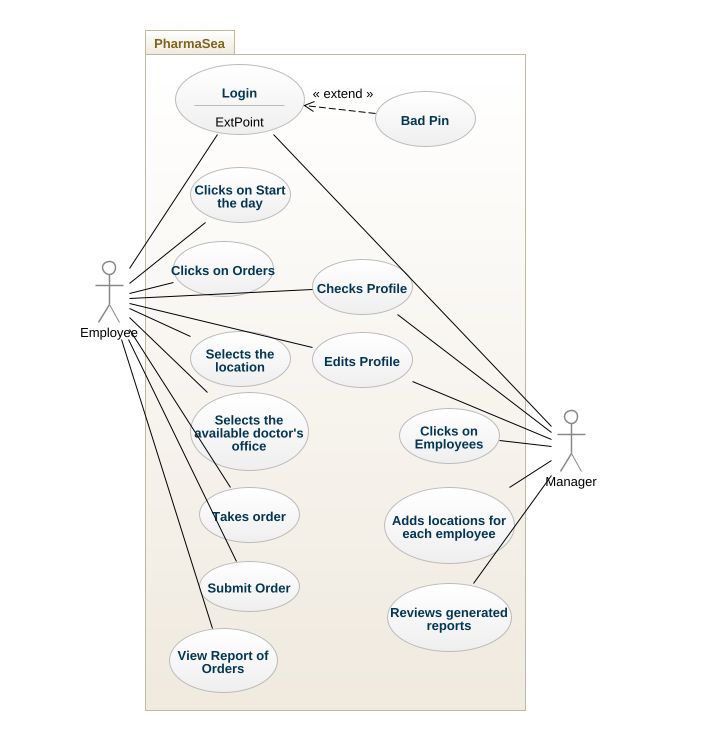 PharmaSea
Login
ExtPoint
« extend »
Bad Pin
Clicks on Start
the day
Clicks on Orders
Checks Profile
Employee
Selects the
location
Edits Profile
Selects the
available doctor's
office
Clicks on
Employees
Manager
Takes order
Adds locations for
each employee
Submit Order
Reviews generated
reports
View Report of
Orders